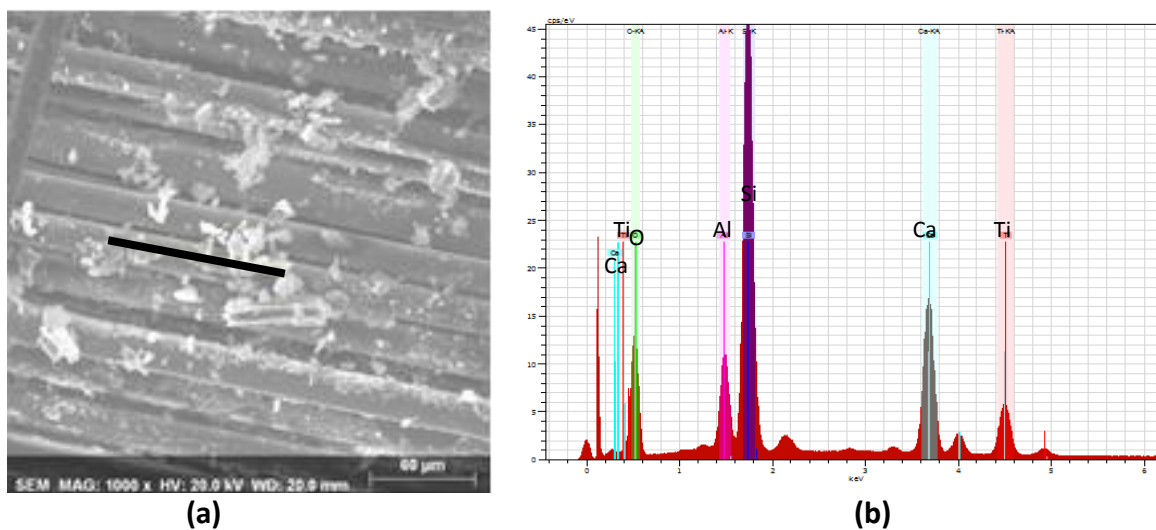 SEM MAG: 1000 x HV: 20.0 kV WD: 20.0 mm
60 µm
(a)
cps/eV
45
40
35
30
25
20
15
10
5
0
O-KA
Al-K
Si-K
Ca-KA
Ti-KA
Ti
O
Ca
Al
Si
Ca
Ti
0
1
2
3
4
5
6
keV
(b)